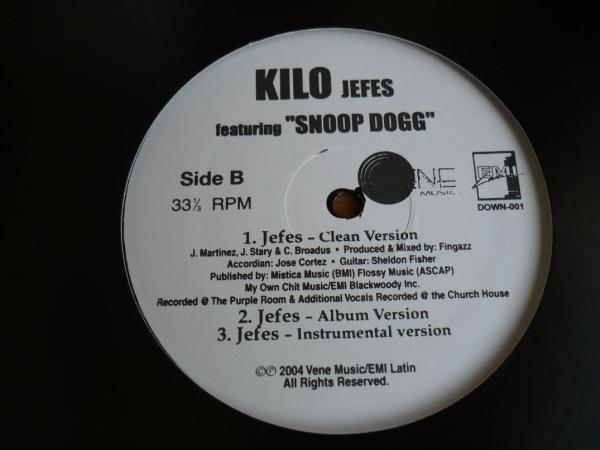 KILO JEFES
featuring "SNOOP DOGG"
Side B
33⅓ RPM
NE
MUSIC
EMI
Latin
DOWN-001
1. Jefes – Clean Version
J. Martinez, J. Stary & C. Broadus • Produced & Mixed by: Fingazz
Accordian: Jose Cortez • Guitar: Sheldon Fisher
Published by: Mistica Music (BMI) Flossy Music (ASCAP)
My Own Chit Music/EMI Blackwoody Inc.
Recorded @ The Purple Room & Additional Vocals Recorded @ the Church House
2. Jefes – Album Version
3. Jefes – Instrumental version
©℗ 2004 Vene Music/EMI Latin
All Rights Reserved.